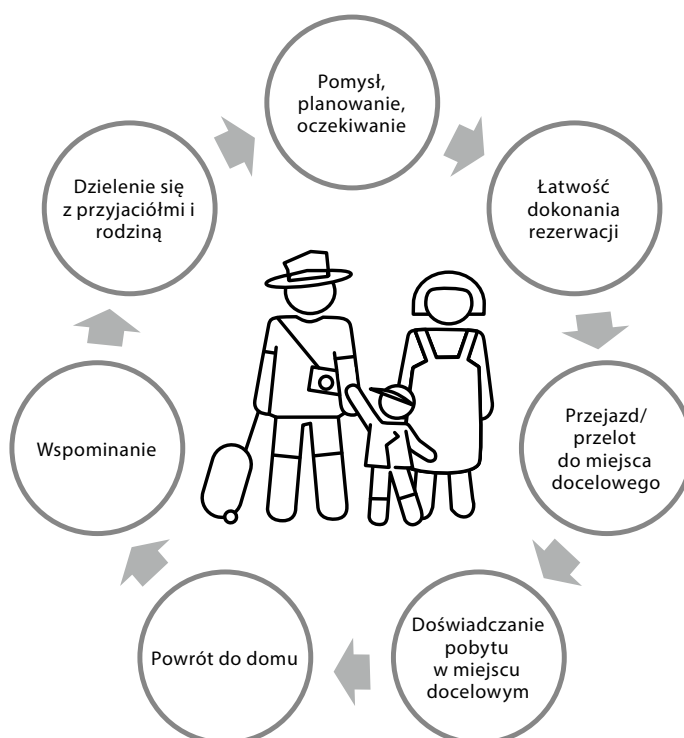 Pomysł,
planowanie,
oczekiwanie
Łatwość
dokonania
rezerwacji
Przejazd/
przelot
do miejsca
docelowego
Doświadczanie
pobytu
w miejscu
docelowym
Powrót do domu
Wspominanie
Dzielenie się
z przyjaciółmi i
rodziną